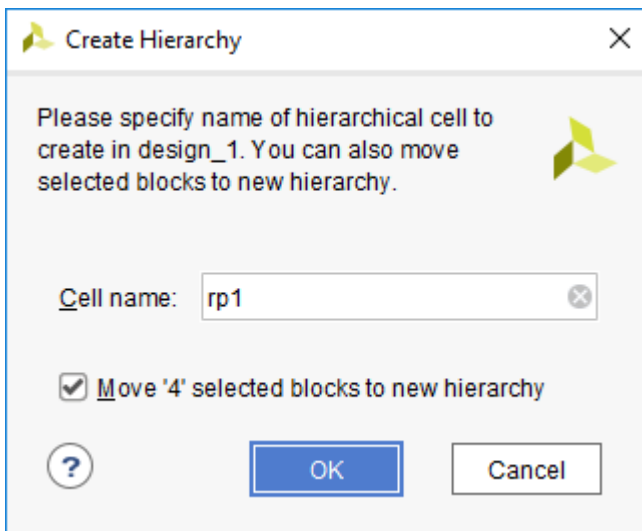 Create Hierarchy
Please specify name of hierarchical cell to
create in design_1. You can also move
selected blocks to new hierarchy.
Cell name: rp1
Move '4' selected blocks to new hierarchy
? OK Cancel